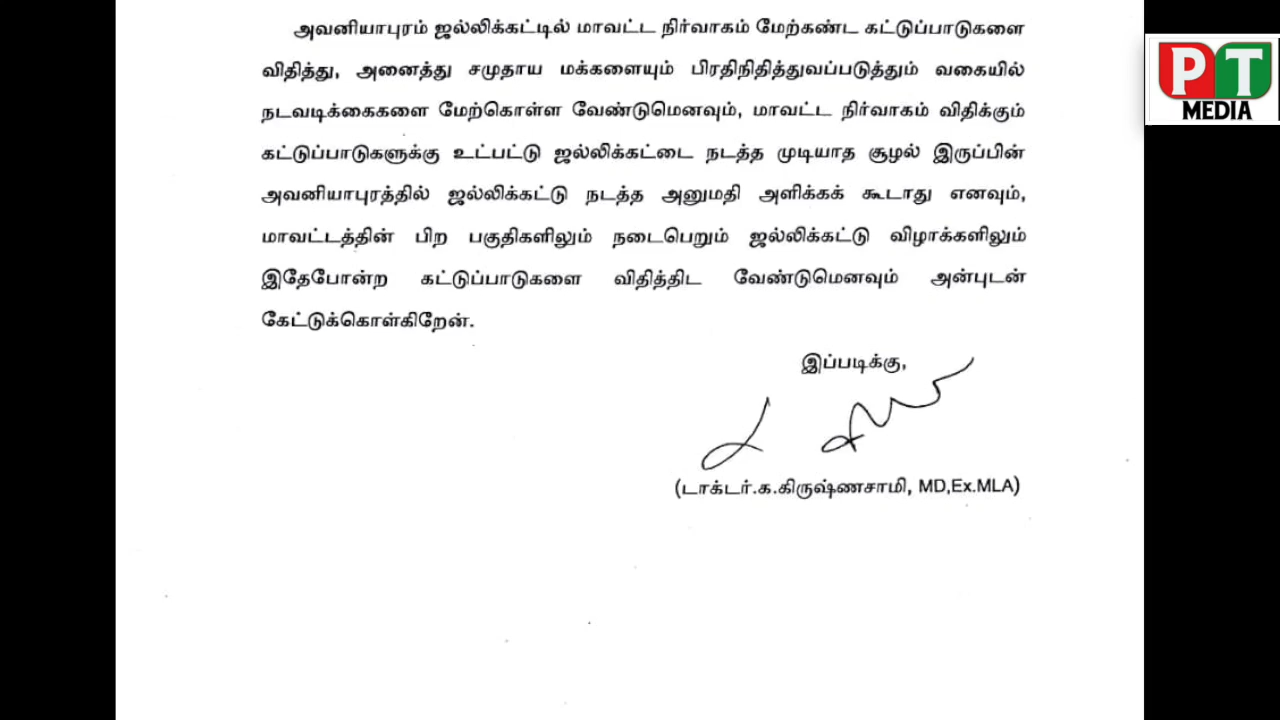 அவனியாபுரம் ஜல்லிக்கட்டில் மாவட்ட நிர்வாகம் மேற்கண்ட கட்டுப்பாடுகளை
விதித்து, அனைத்து சமுதாய மக்களையும் பிரதிநிதித்துவப்படுத்தும் வகையில்
நடவடிக்கைகளை மேற்கொள்ள வேண்டுமெனவும், மாவட்ட நிர்வாகம் விதிக்கும்
கட்டுப்பாடுகளுக்கு உட்பட்டு ஜல்லிக்கட்டை நடத்த முடியாத சூழல் இருப்பின்
அவனியாபுரத்தில் ஜல்லிக்கட்டு நடத்த அனுமதி அளிக்கக் கூடாது எனவும்,
மாவட்டத்தின் பிற பகுதிகளிலும் நடைபெறும் ஜல்லிக்கட்டு விழாக்களிலும்
இதேபோன்ற கட்டுப்பாடுகளை விதித்திட வேண்டுமெனவும் அன்புடன்
கேட்டுக்கொள்கிறேன்.
இப்படிக்கு,
(டாக்டர்.க.கிருஷ்ணசாமி, MD,Ex.MLA)
PT
MEDIA